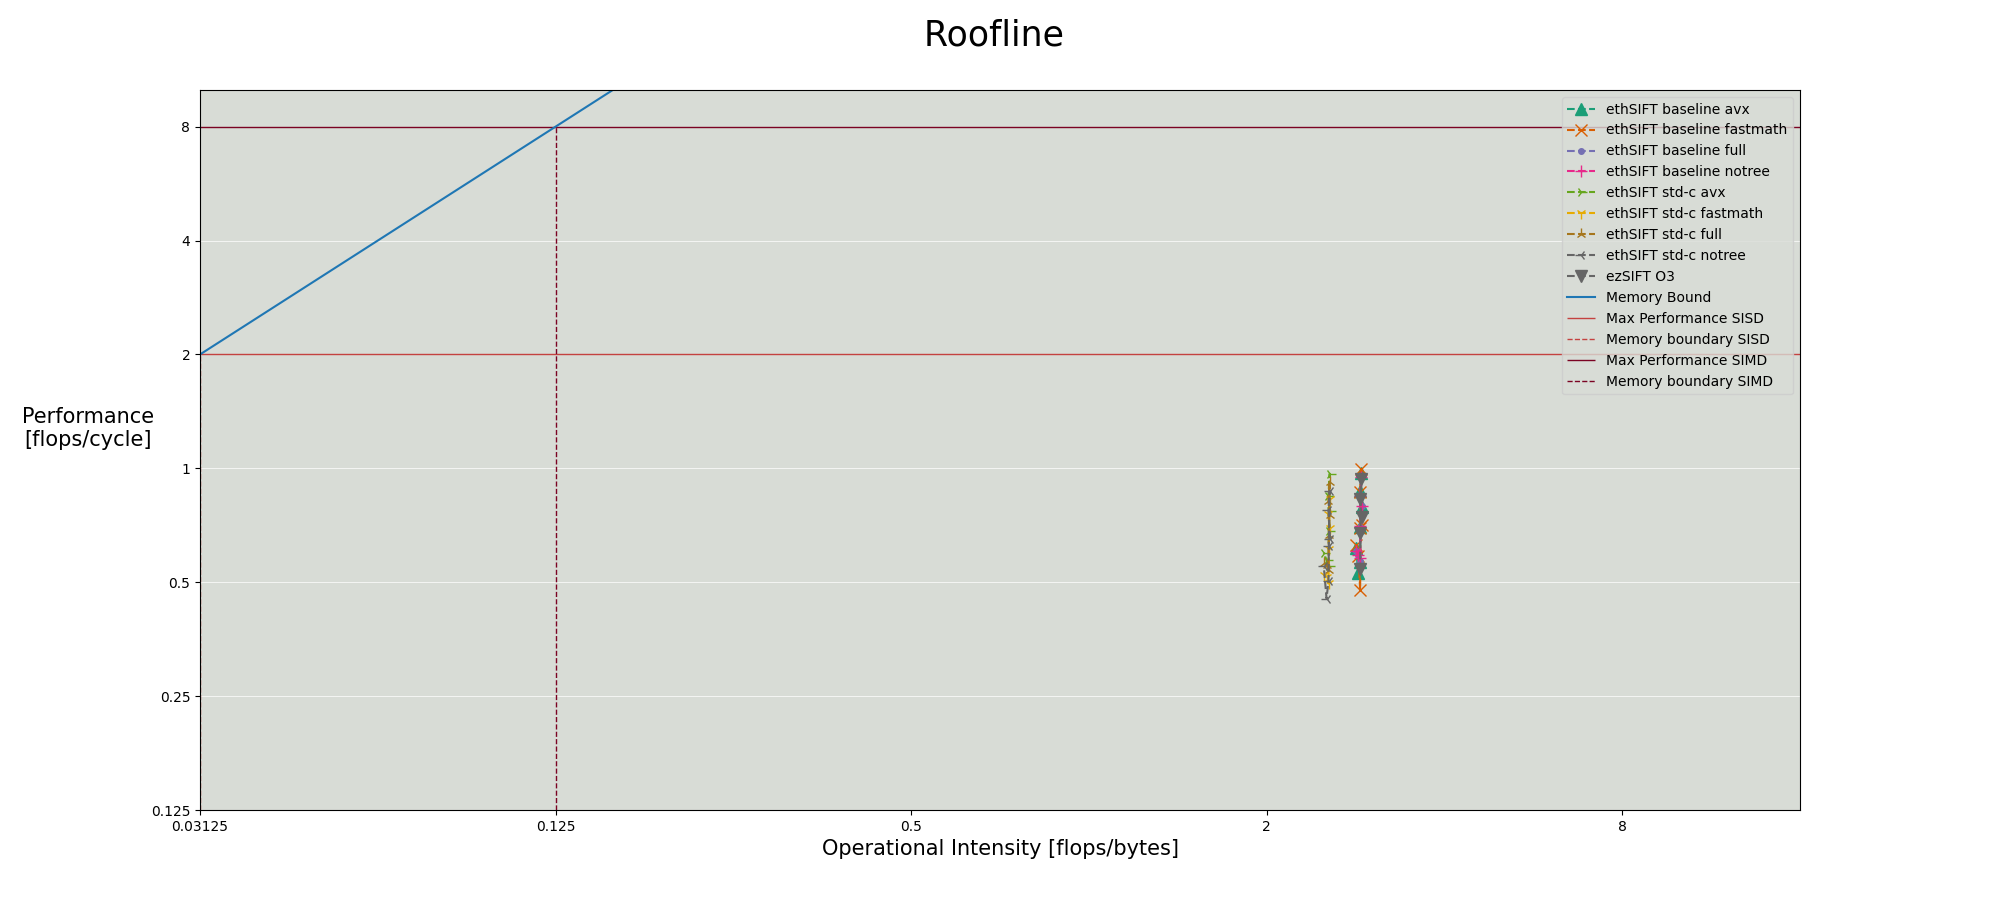 Roofline
8
4
2
1
0.5
0.25
0.125
Performance
[flops/cycle]
0.03125
0.125
0.5
2
8
Operational Intensity [flops/bytes]
ethSIFT baseline avx
ethSIFT baseline fastmath
ethSIFT baseline full
ethSIFT baseline notree
ethSIFT std-c avx
ethSIFT std-c fastmath
ethSIFT std-c full
ethSIFT std-c notree
ezSIFT O3
Memory Bound
Max Performance SISD
Memory boundary SISD
Max Performance SIMD
Memory boundary SIMD